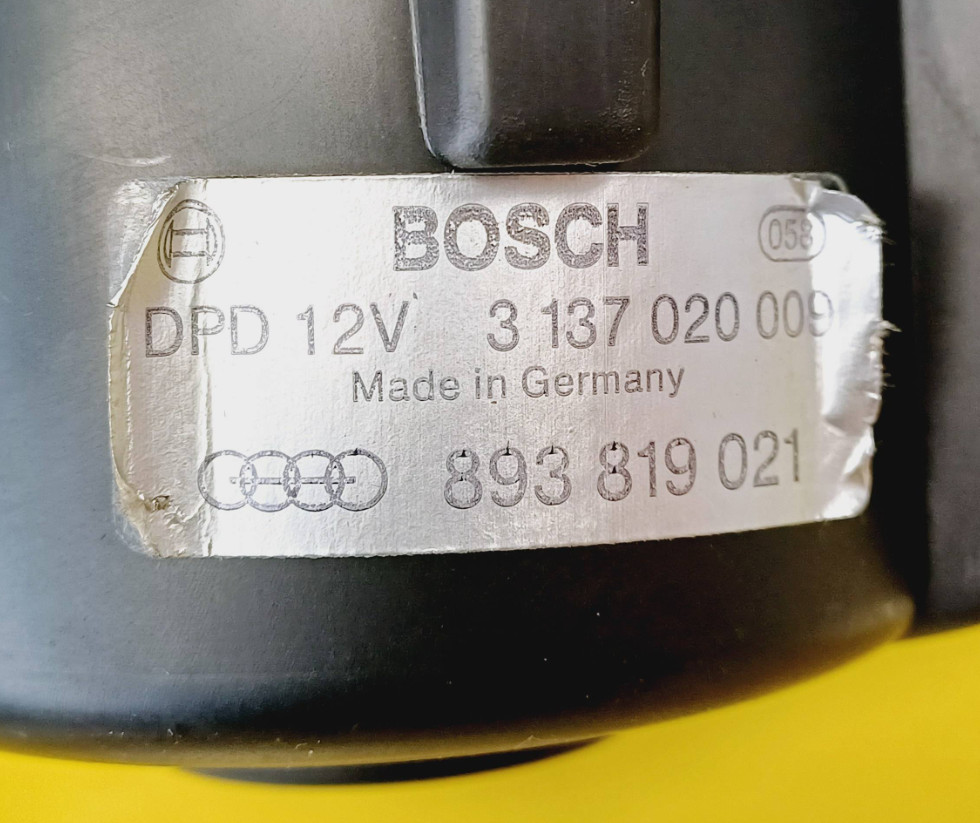 BOSCH 058
DPD 12V 3 137 020 009
Made in Germany
893 819 021